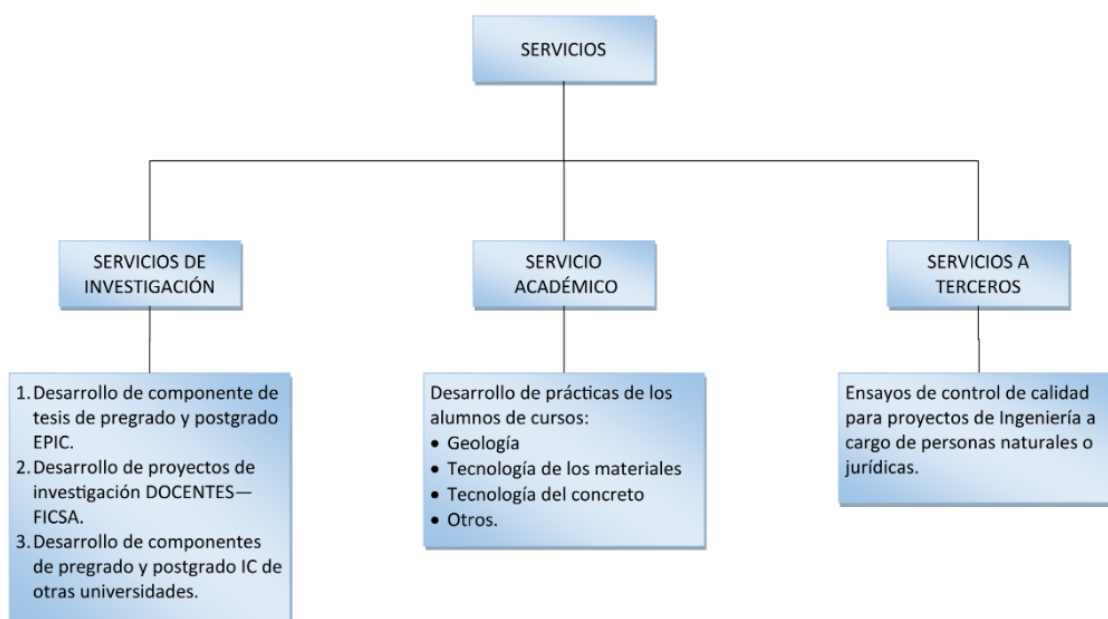 SERVICIOS
SERVICIOS DE
INVESTIGACIÓN
SERVICIO
ACADÉMICO
SERVICIOS A
TERCEROS
1. Desarrollo de componente de
tesis de pregrado y postgrado
EPIC.
2. Desarrollo de proyectos de
investigación DOCENTES—
FICSA.
3. Desarrollo de componentes
de pregrado y postgrado IC de
otras universidades.
Desarrollo de prácticas de los
alumnos de cursos:
• Geología
• Tecnología de los materiales
• Tecnología del concreto
• Otros.
Ensayos de control de calidad
para proyectos de Ingeniería a
cargo de personas naturales o
jurídicas.